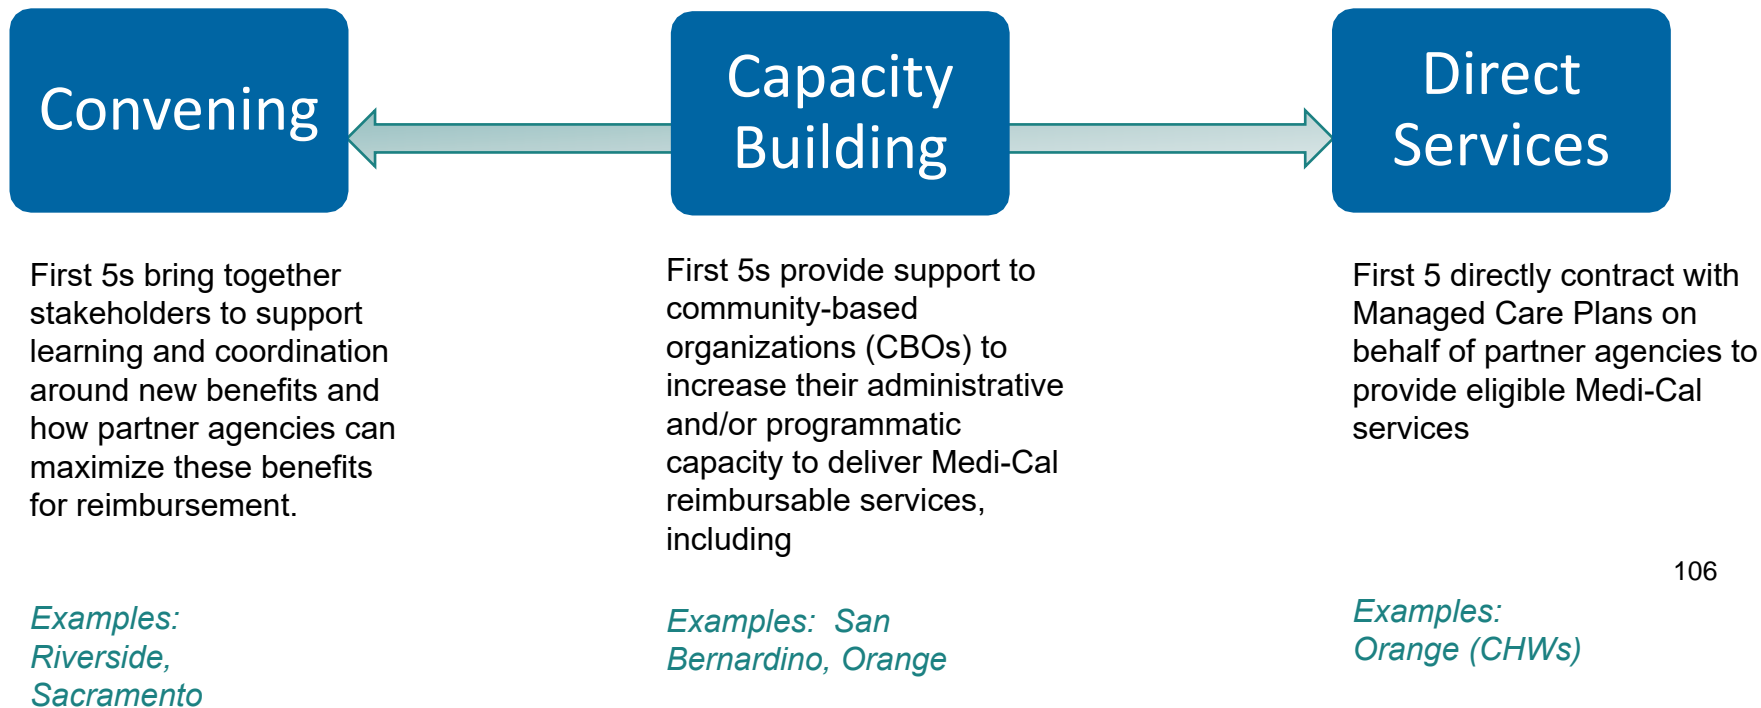 Convening
First 5s bring together
stakeholders to support
learning and coordination
around new benefits and
how partner agencies can
maximize these benefits
for reimbursement.
Examples:
Riverside,
Sacramento
Capacity
Building
First 5s provide support to
community-based
organizations (CBOs) to
increase their administrative
and/or programmatic
capacity to deliver Medi-Cal
reimbursable services,
including
Examples:  San
Bernardino, Orange
Direct
Services
First 5 directly contract with
Managed Care Plans on
behalf of partner agencies to
provide eligible Medi-Cal
services
106
Examples:
Orange (CHWs)